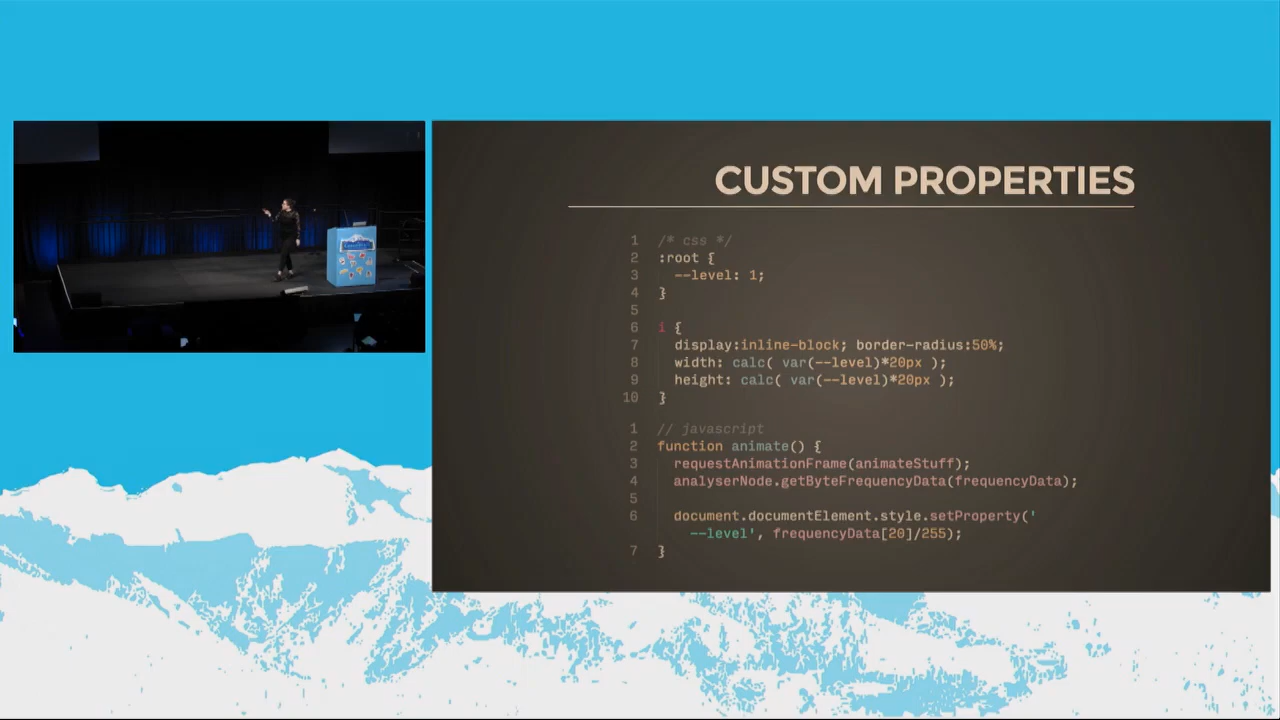 CUSTOM PROPERTIES
1 /* css */
2 :root {
3 --level: 1;
4 }
5
6 i {
7 display:inline-block; border-radius:50%;
8 width: calc( var(--level)*20px );
9 height: calc( var(--level)*20px );
10 }
1 // javascript
2 function animate() {
3 requestAnimationFrame(animateStuff);
4 analyserNode.getByteFrequencyData(frequencyData);
5
6 document.documentElement.style.setProperty('
--level', frequencyData[20]/255);
7 }